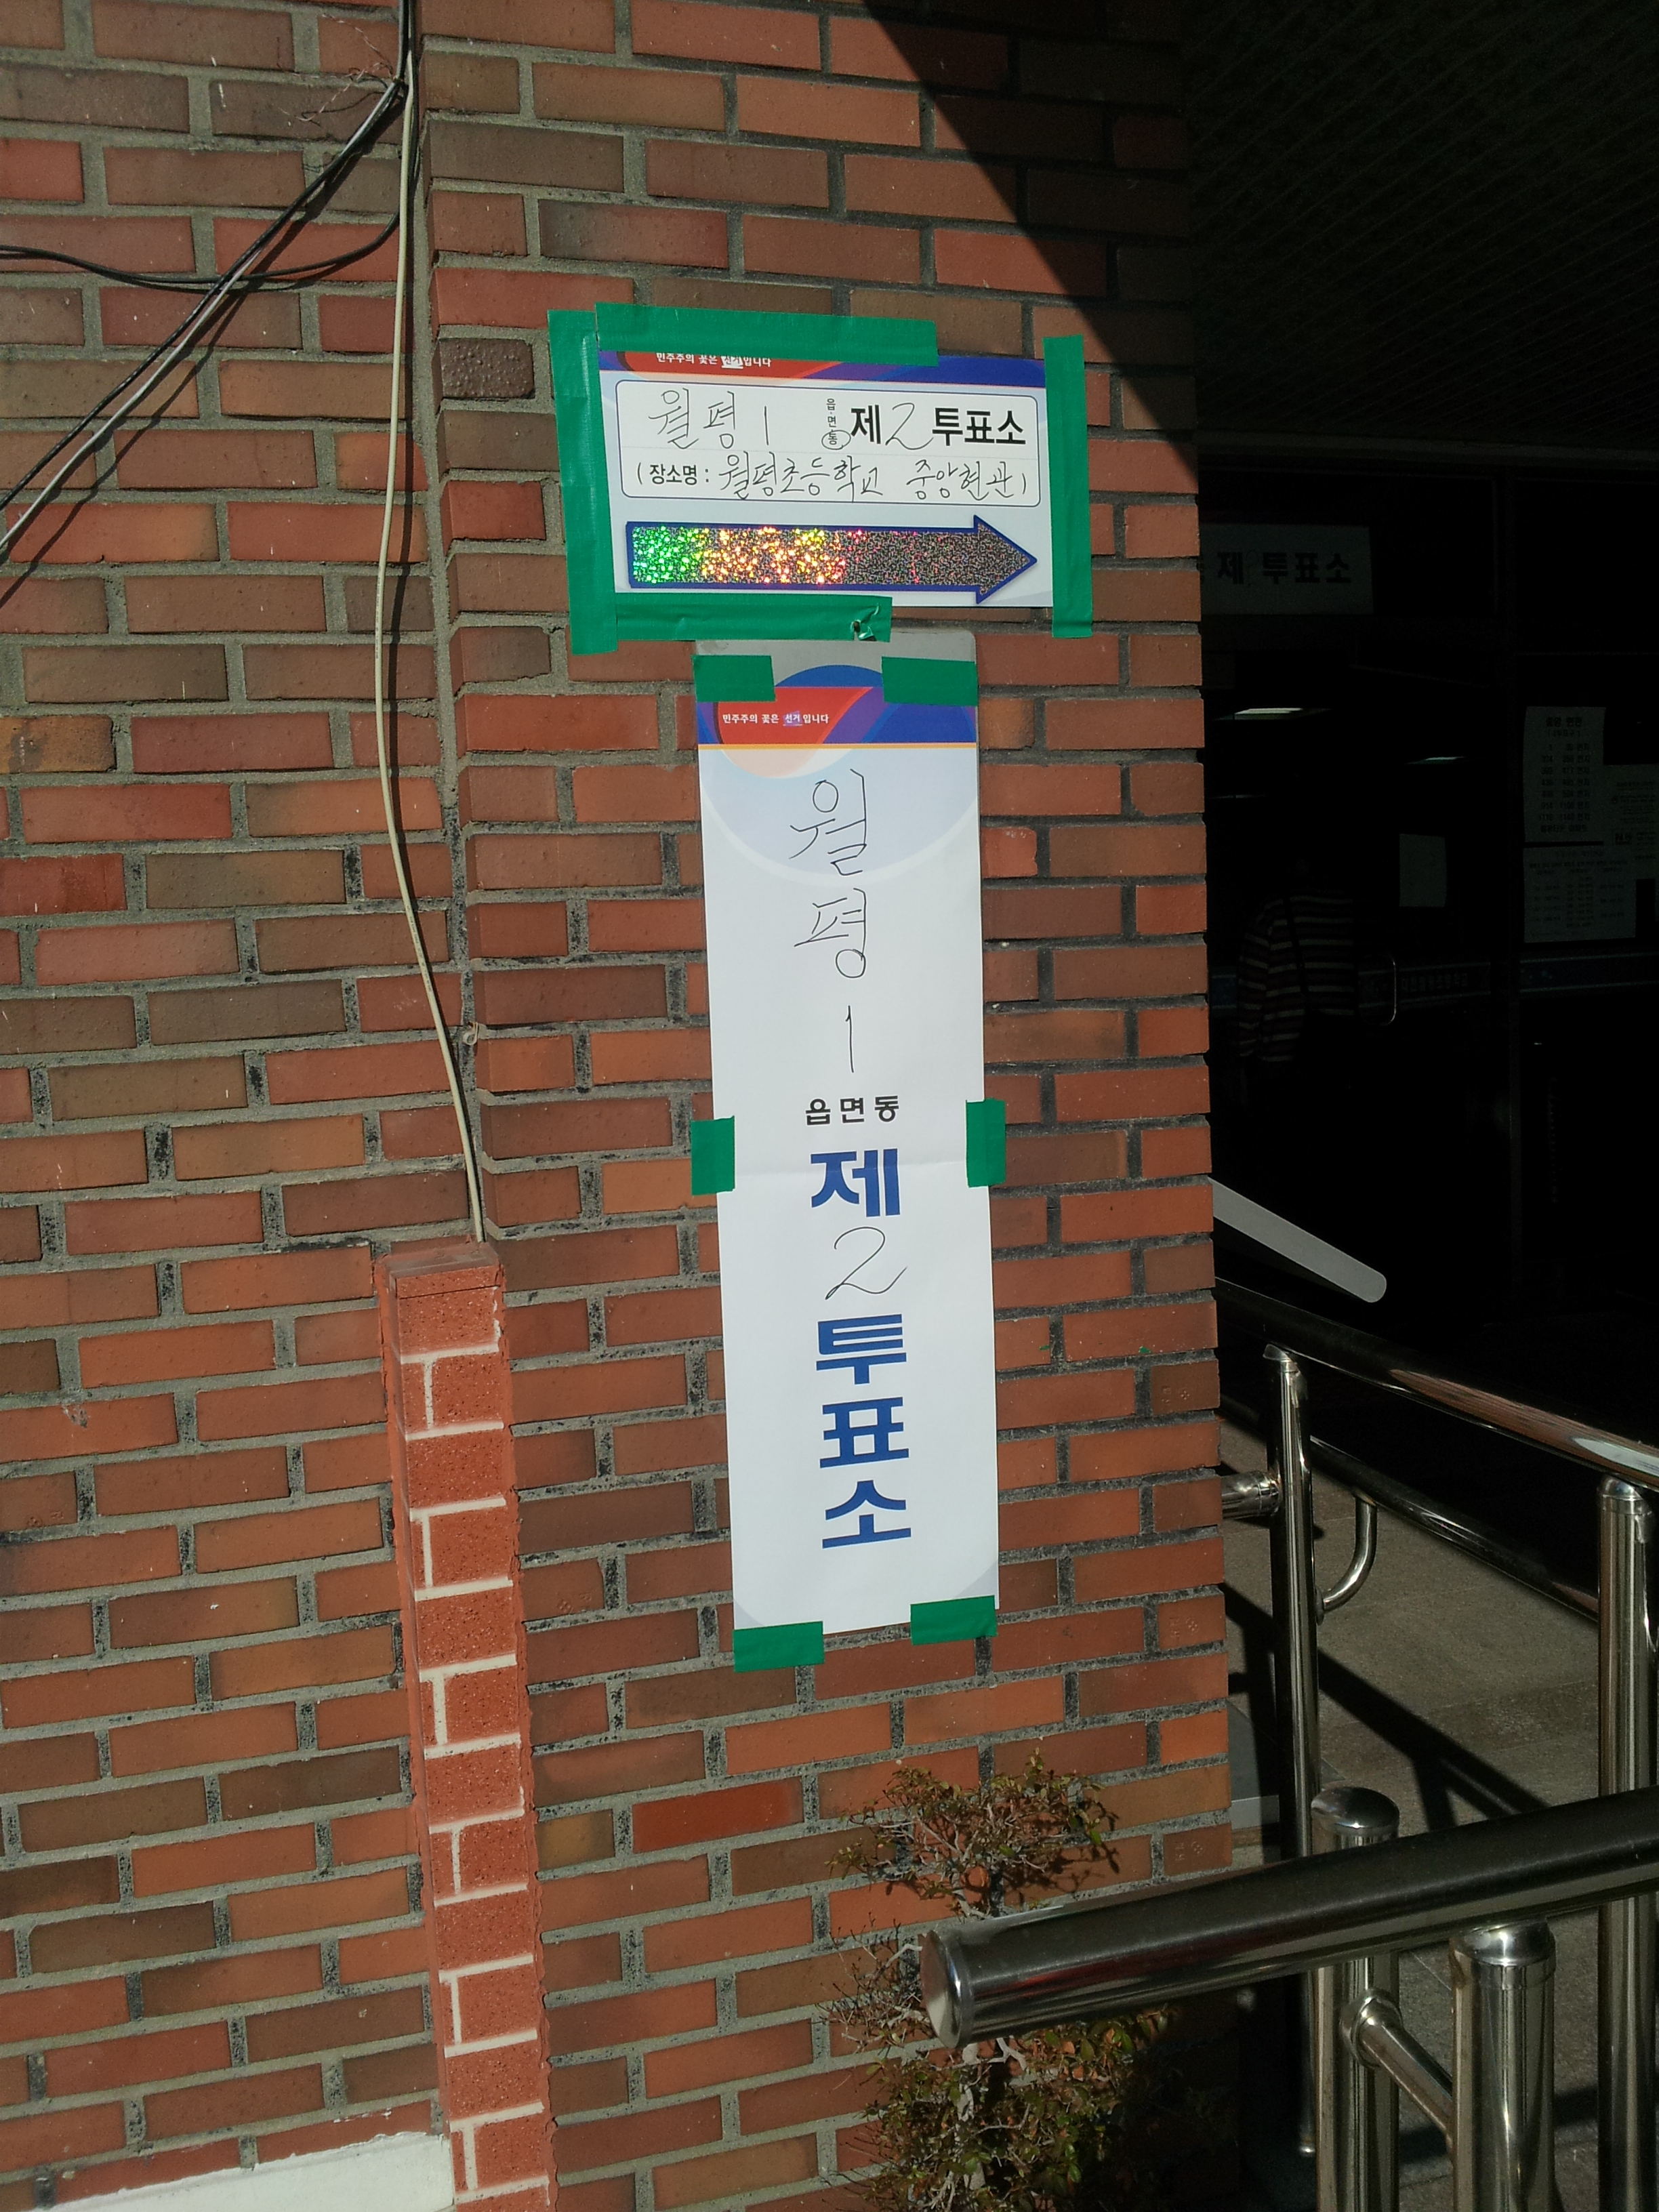 민주주의 꽃은 선거입니다
월평 1 읍·면·동 제2투표소
(장소명: 월평초등학교 중앙현관)
제 투표소
민주주의 꽃은 선거 입니다
월
평
1
읍면동
제
2
투
표
소